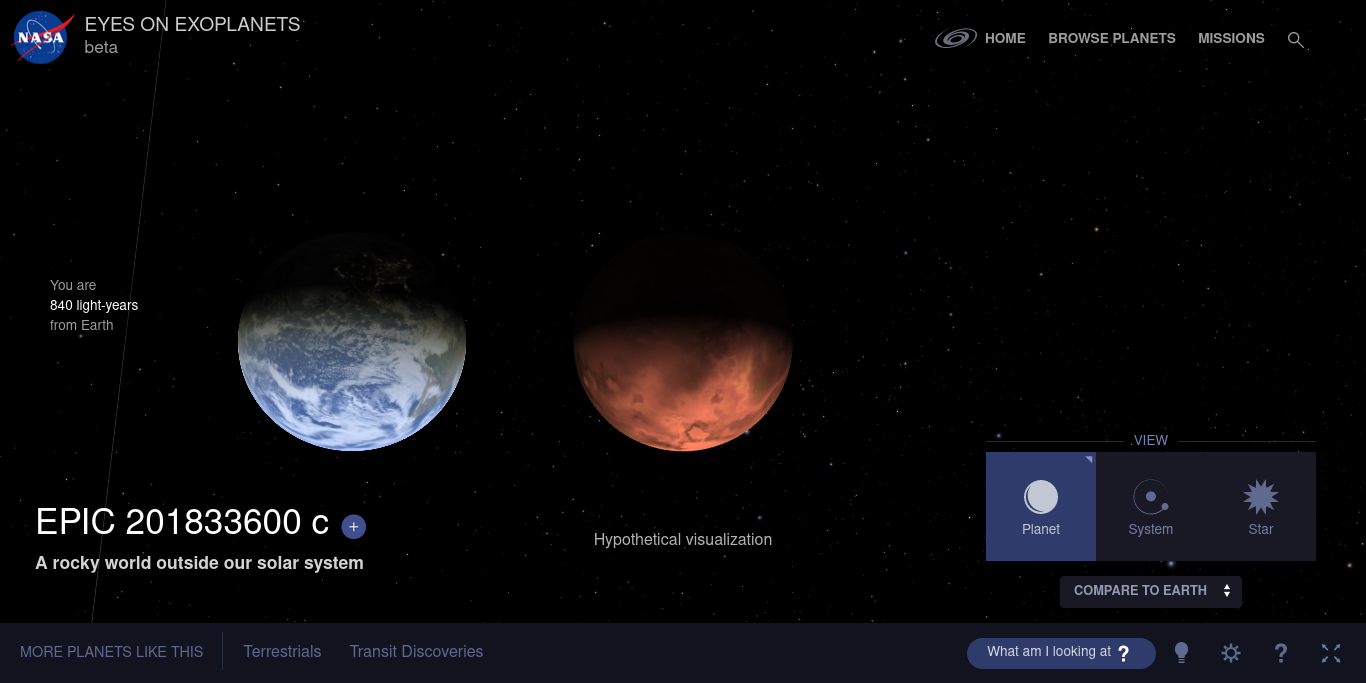 NASA
EYES ON EXOPLANETS
beta
HOME
BROWSE PLANETS
MISSIONS
You are
840 light-years
from Earth
EPIC 201833600 c +
A rocky world outside our solar system
Hypothetical visualization
VIEW
Planet
System
Star
COMPARE TO EARTH
MORE PLANETS LIKE THIS
Terrestrials
Transit Discoveries
What am I looking at ?
?